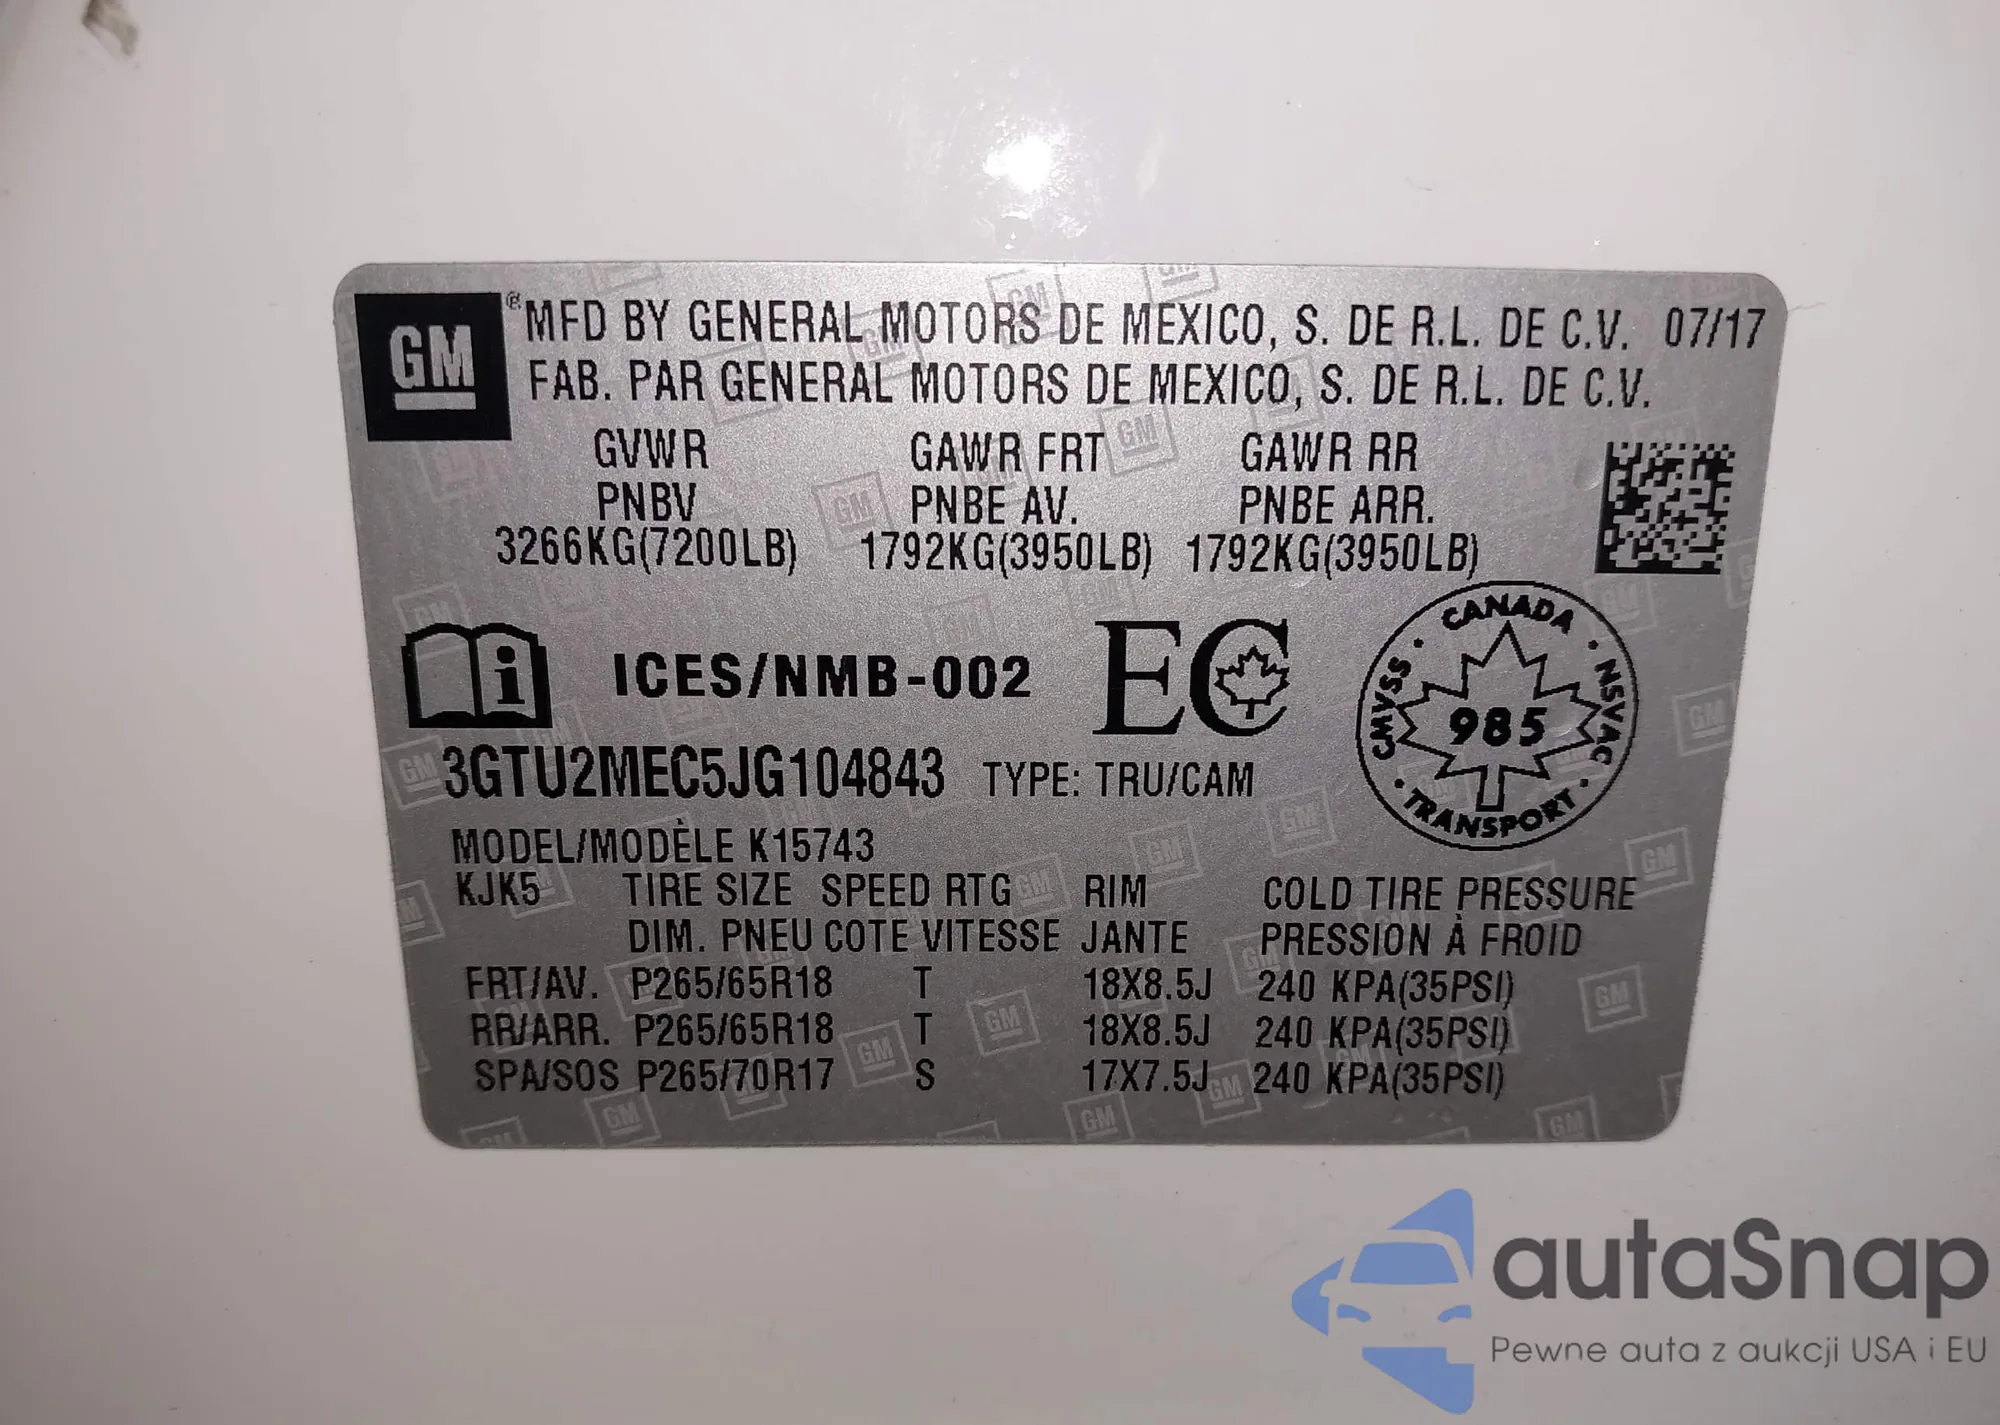 GM
®MFD BY GENERAL MOTORS DE MEXICO, S. DE R.L. DE C.V. 07/17
FAB. PAR GENERAL MOTORS DE MEXICO, S. DE R.L. DE C.V.
GVWR GAWR FRT GAWR RR
PNBV PNBE AV. PNBE ARR.
3266KG(7200LB) 1792KG(3950LB) 1792KG(3950LB)
i ICES/NMB-002 EC
CANADA · NSVAC · TRANSPORT · CMVSS ·
985
3GTU2MEC5JG104843 TYPE: TRU/CAM
MODEL/MODÈLE K15743
KJK5 TIRE SIZE SPEED RTG RIM COLD TIRE PRESSURE
DIM. PNEU COTE VITESSE JANTE PRESSION À FROID
FRT/AV. P265/65R18 T 18X8.5J 240 KPA(35PSI)
RR/ARR. P265/65R18 T 18X8.5J 240 KPA(35PSI)
SPA/SOS P265/70R17 S 17X7.5J 240 KPA(35PSI)
autaSnap
Pewne auta z aukcji USA i EU